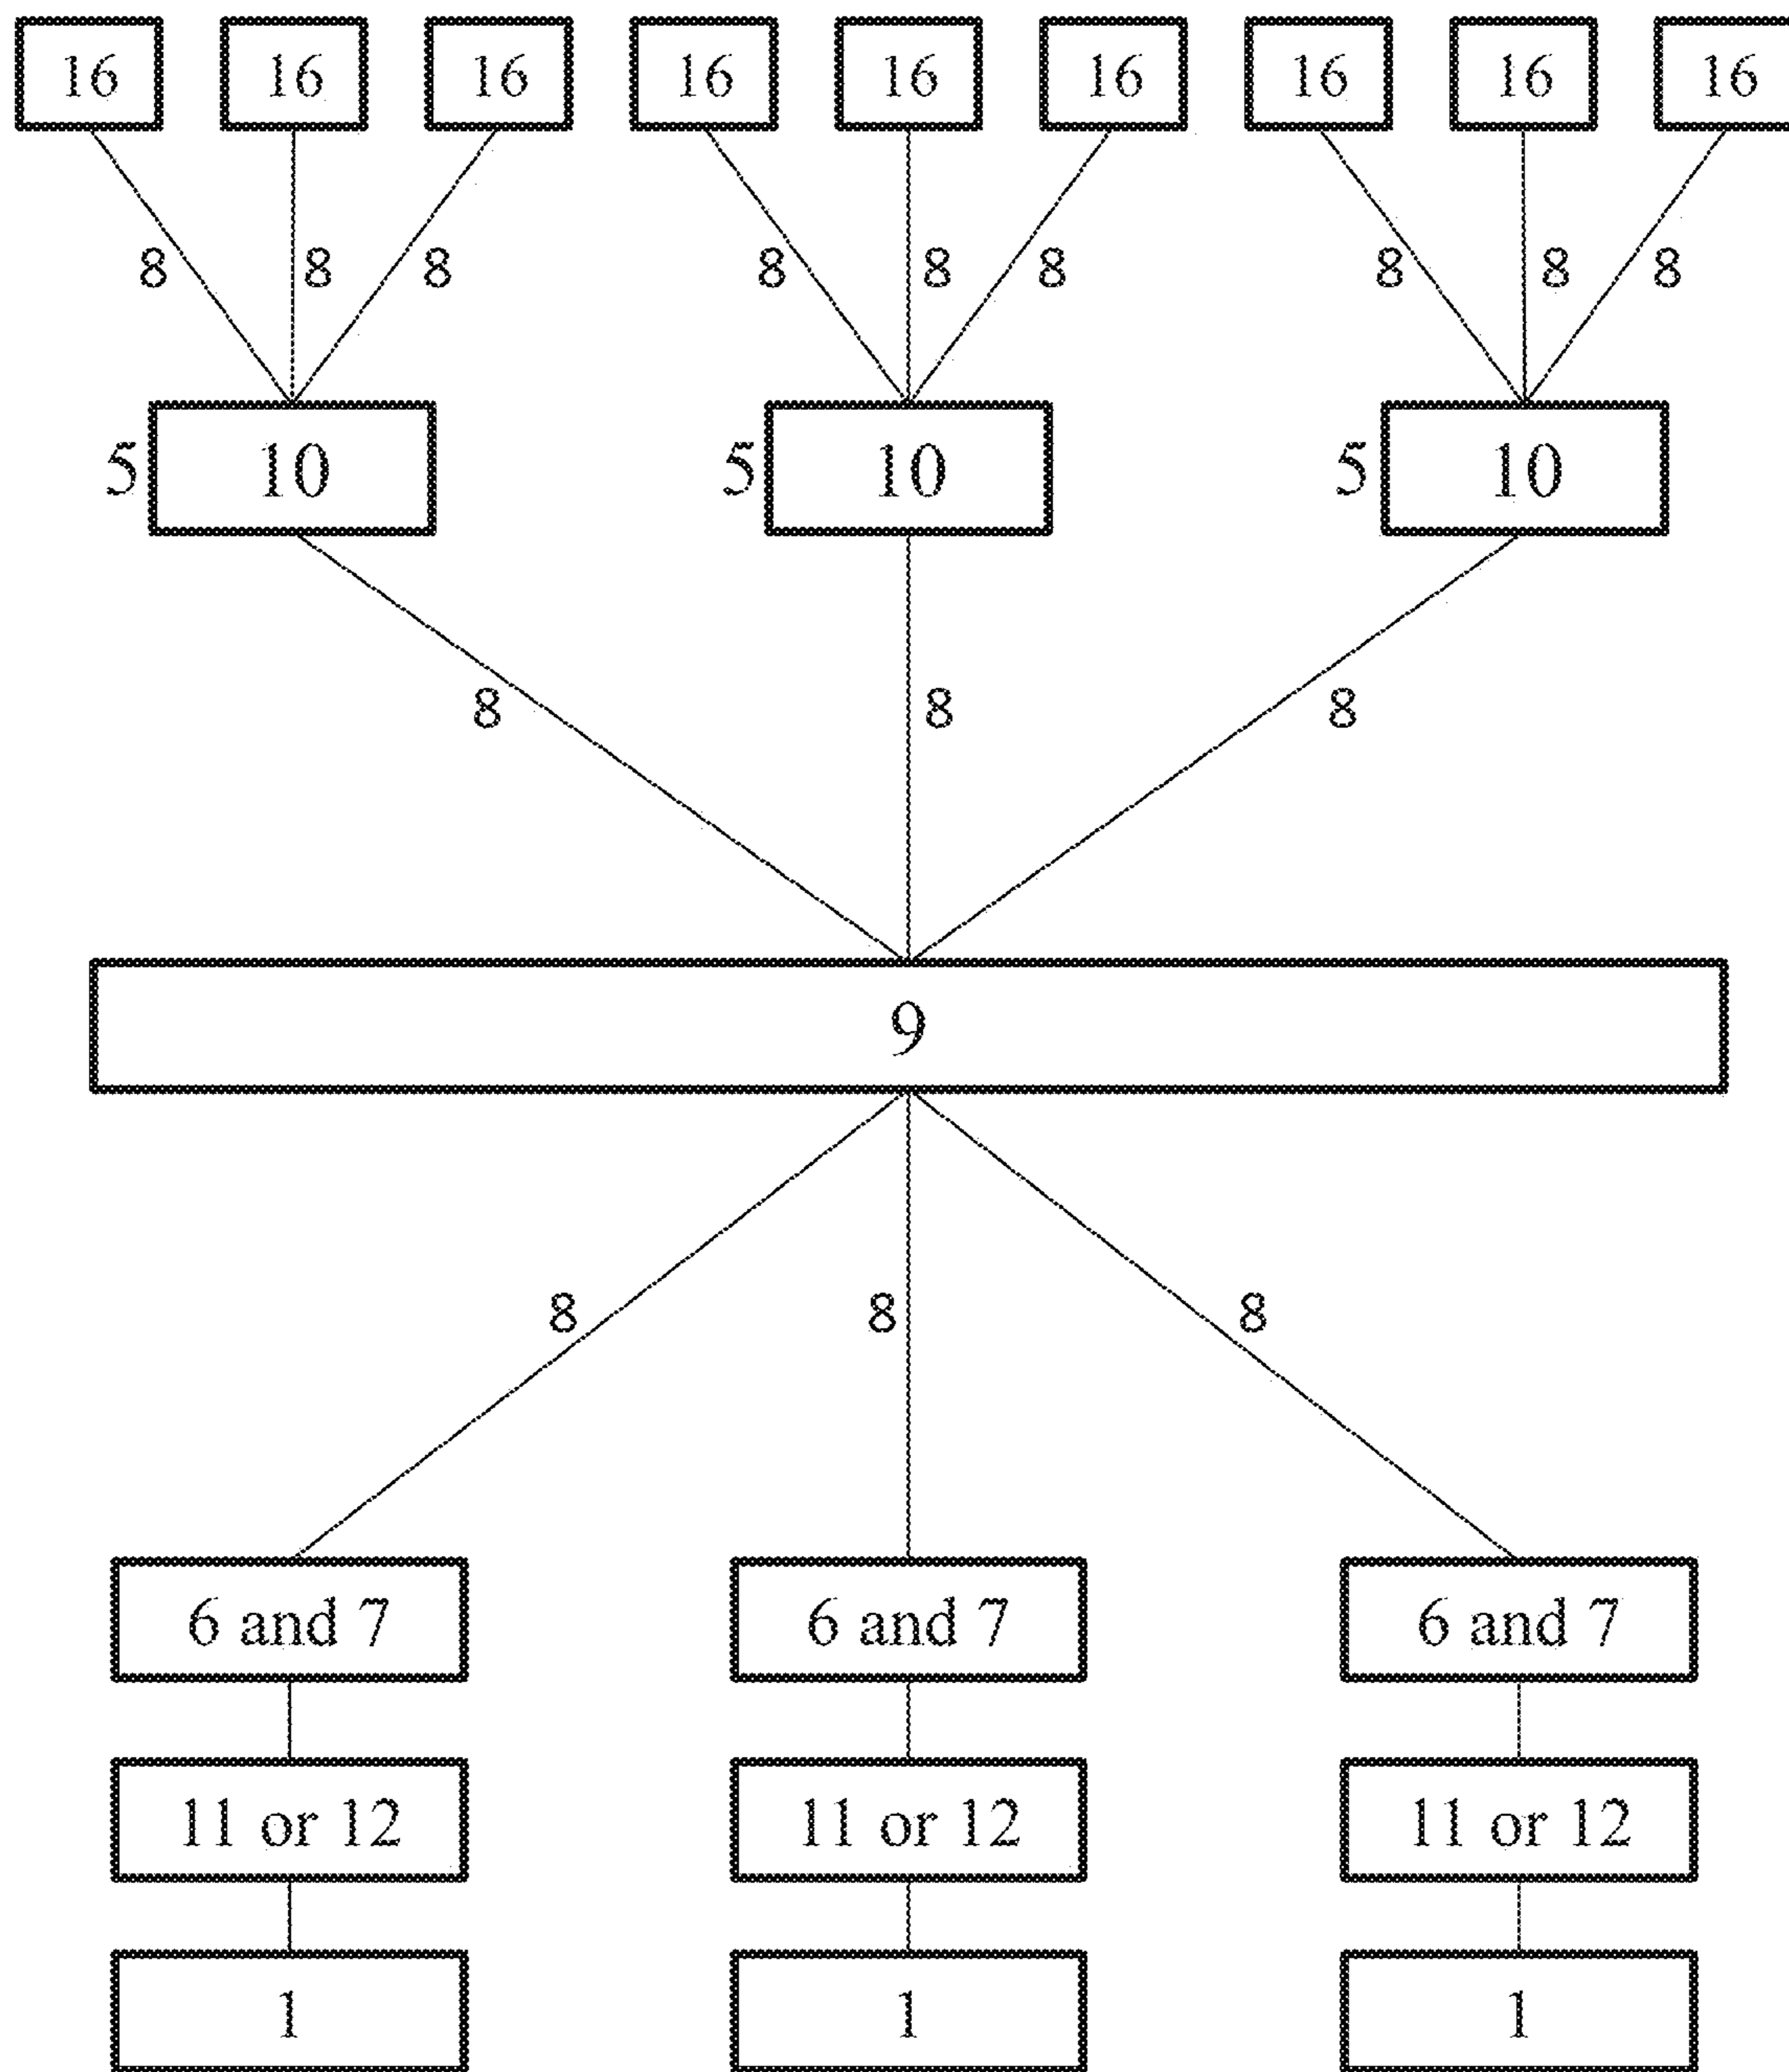 16 16 16 16 16 16 16 16 16
8 8 8 8 8 8 8 8 8
5 10 5 10 5 10
8 8 8
9
8 8 8
6 and 7 6 and 7 6 and 7
11 or 12 11 or 12 11 or 12
1 1 1